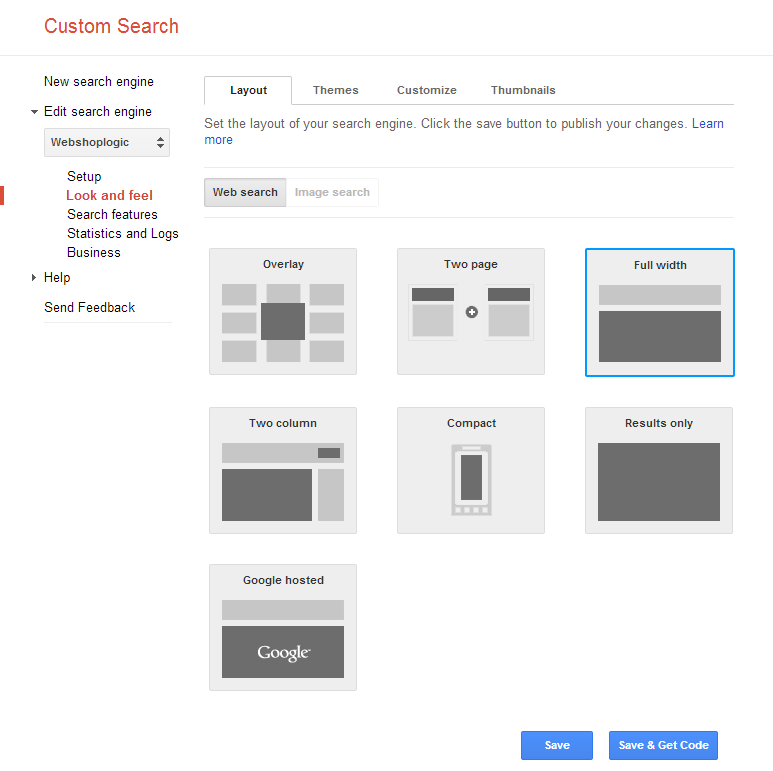 Custom Search
New search engine
Edit search engine
Webshoplogic
Setup
Look and feel
Search features
Statistics and Logs
Business
Help
Send Feedback
Layout Themes Customize Thumbnails
Set the layout of your search engine. Click the save button to publish your changes. Learn
more
Web search Image search
Overlay Two page Full width
Two column Compact Results only
Google hosted
Google
Save Save & Get Code